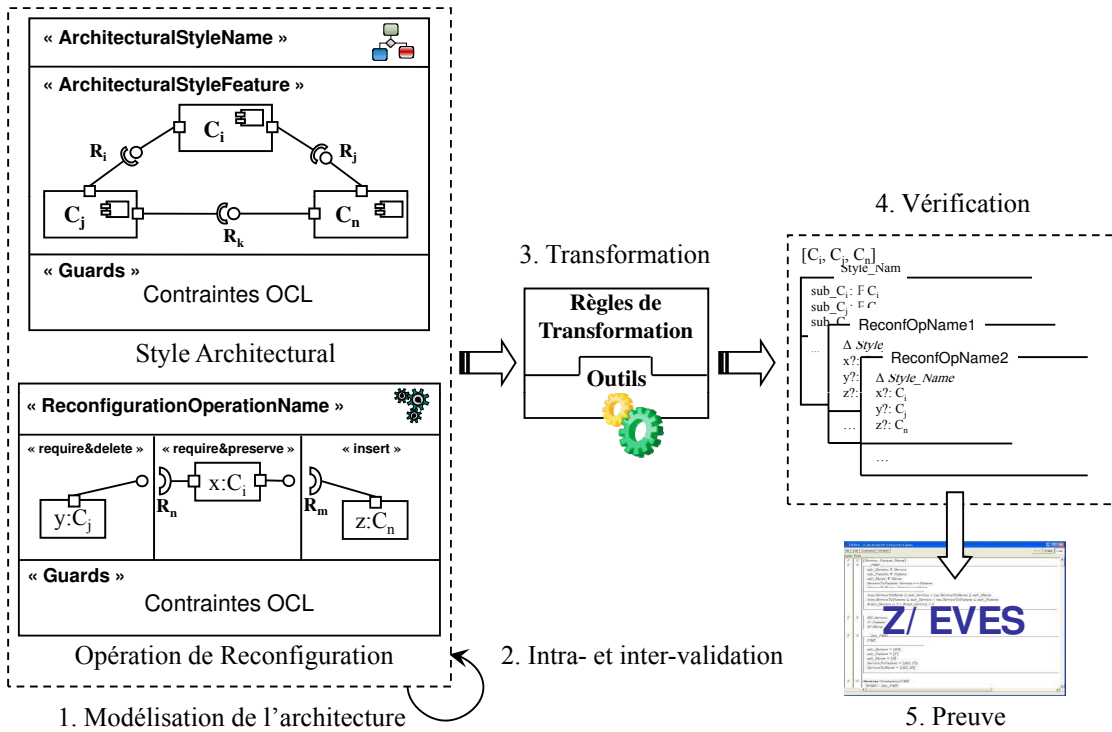 « ArchitecturalStyleName »
« ArchitecturalStyleFeature »
Ci
Ri
Rj
Cj
Cn
Rk
« Guards »
Contraintes OCL
Style Architectural
« ReconfigurationOperationName »
« require&delete »
« require&preserve »
« insert »
x:Ci
Rn
Rm
y:Cj
z:Cn
« Guards »
Contraintes OCL
Opération de Reconfiguration
1. Modélisation de l’architecture
2. Intra- et inter-validation
3. Transformation
Règles de
Transformation
Outils
4. Vérification
[Ci, Cj, Cn]
Style_Nam
sub_Ci: F Ci
sub_Cj: F C
sub_C
...
ReconfOpName1
Δ Style
x?:
y?:
z?:
…
ReconfOpName2
Δ Style_Name
x?: Ci
y?: Cj
z?: Cn
…
Z/ EVES
5. Preuve